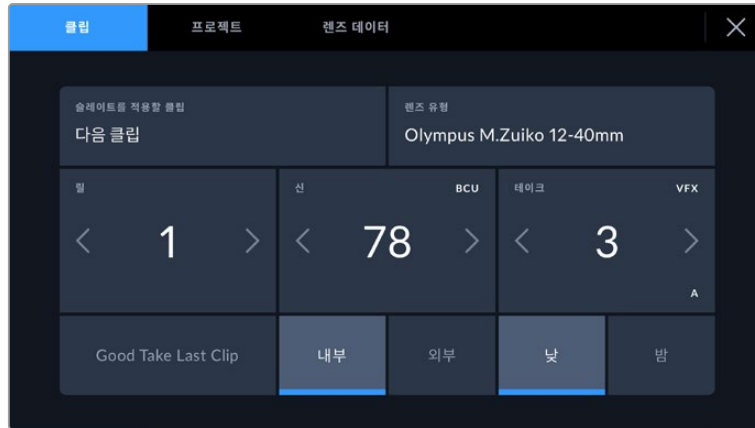 클립 프로젝트 렌즈 데이터
슬레이트를 적용할 클립 렌즈 유형
다음 클립 Olympus M.Zuiko 12-40mm
릴 신 BCU 테이크 VFX
1 78 3
A
Good Take Last Clip 내부 외부 낮 밤